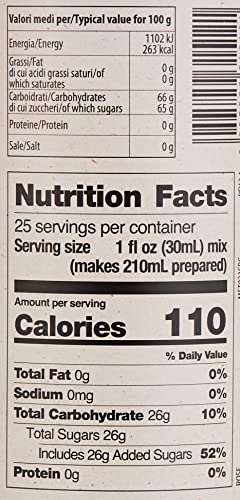 Valori medi per/Typical value for 100 g
Energia/Energy 1102 kJ
263 kcal
Grassi/Fat 0 g
di cui acidi grassi saturi/of
which saturates 0 g
Carboidrati/Carbohydrates 66 g
di cui zuccheri/of which sugars 65 g
Proteine/Protein 0 g
Sale/Salt 0 g
Nutrition Facts
25 servings per container
Serving size 1 fl oz (30mL) mix
(makes 210mL prepared)
Amount per serving
Calories 110
% Daily Value
Total Fat 0g 0%
Sodium 0mg 0%
Total Carbohydrate 26g 10%
Total Sugars 26g
Includes 26g Added Sugars 52%
Protein 0g 0%